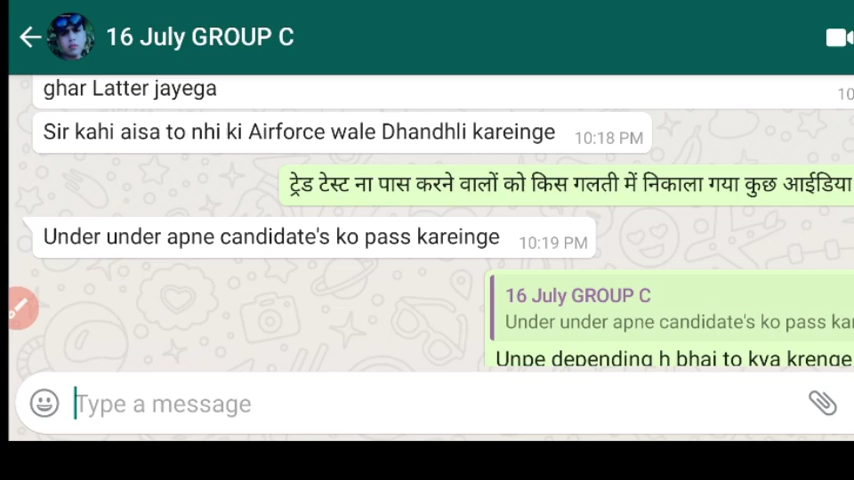 16 July GROUP C
ghar Latter jayega
10
Sir kahi aisa to nhi ki Airforce wale Dhandhli kareinge 10:18 PM
ट्रेड टेस्ट ना पास करने वालों को किस गलती में निकाला गया कुछ आईडिया
Under under apne candidate's ko pass kareinge 10:19 PM
16 July GROUP C
Under under apne candidate's ko pass kar
Unpe depending h bhai to kya krenge
Type a message